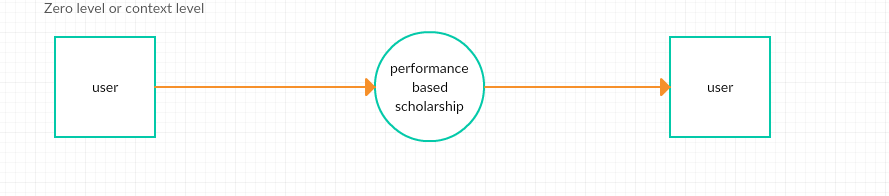 Zero level or context level
user
performance
based
scholarship
user